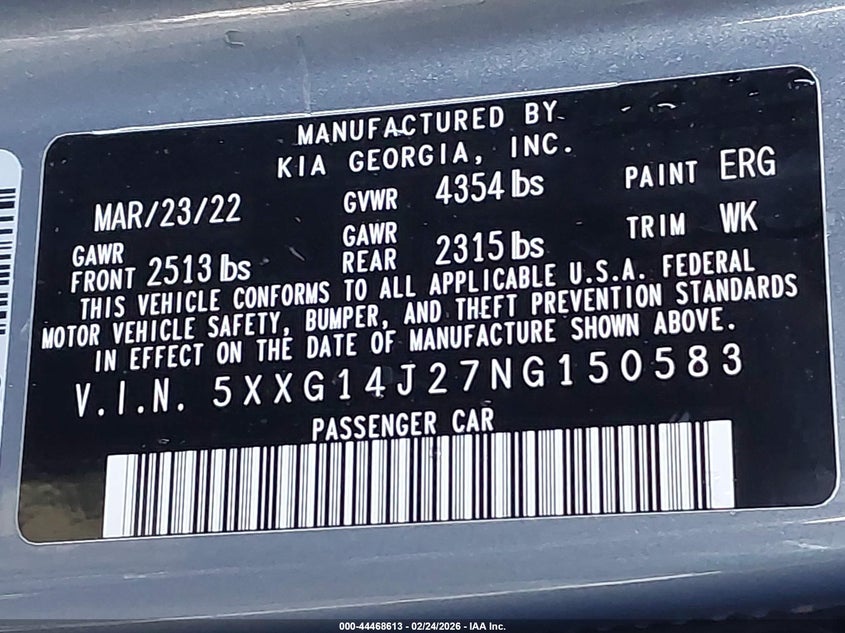 MANUFACTURED BY
KIA GEORGIA, INC.
MAR/23/22 GVWR 4354 lbs PAINT ERG
GAWR FRONT 2513 lbs GAWR REAR 2315 lbs TRIM WK
THIS VEHICLE CONFORMS TO ALL APPLICABLE U.S.A. FEDERAL
MOTOR VEHICLE SAFETY, BUMPER, AND THEFT PREVENTION STANDARDS
IN EFFECT ON THE DATE OF MANUFACTURE SHOWN ABOVE.
V.I.N. 5XXG14J27NG150583
PASSENGER CAR
000-44468613 - 02/24/2026 - IAA Inc.